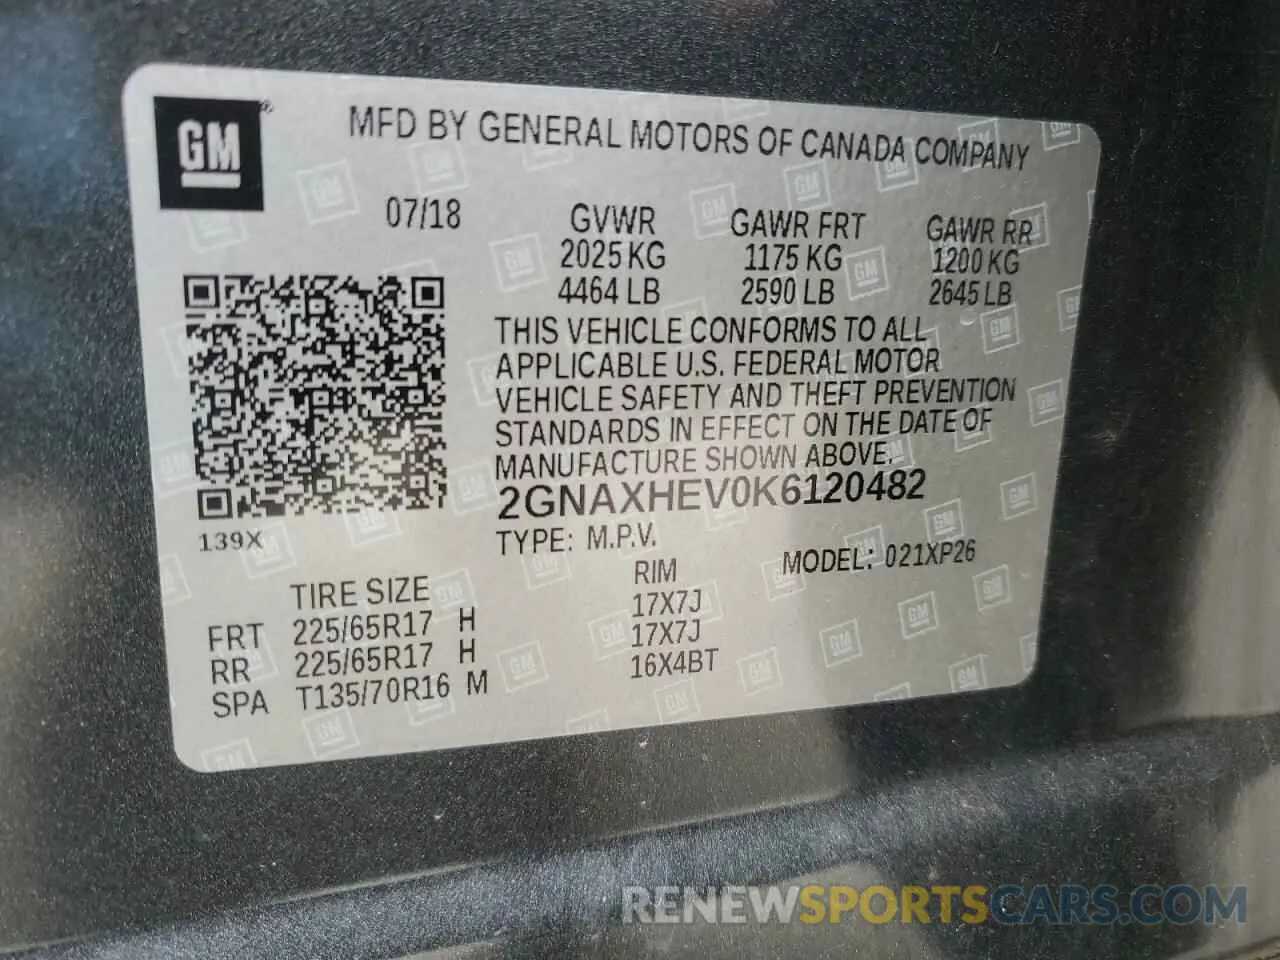 GM®
MFD BY GENERAL MOTORS OF CANADA COMPANY
07/18
GVWR GAWR FRT GAWR RR
2025 KG 1175 KG 1200 KG
4464 LB 2590 LB 2645 LB
THIS VEHICLE CONFORMS TO ALL
APPLICABLE U.S. FEDERAL MOTOR
VEHICLE SAFETY AND THEFT PREVENTION
STANDARDS IN EFFECT ON THE DATE OF
MANUFACTURE SHOWN ABOVE.
2GNAXHEV0K6120482
139X
TYPE: M.P.V. MODEL: 021XP26
TIRE SIZE RIM
FRT 225/65R17 H 17X7J
RR 225/65R17 H 17X7J
SPA T135/70R16 M 16X4BT
RENEWSPORTSCARS.COM